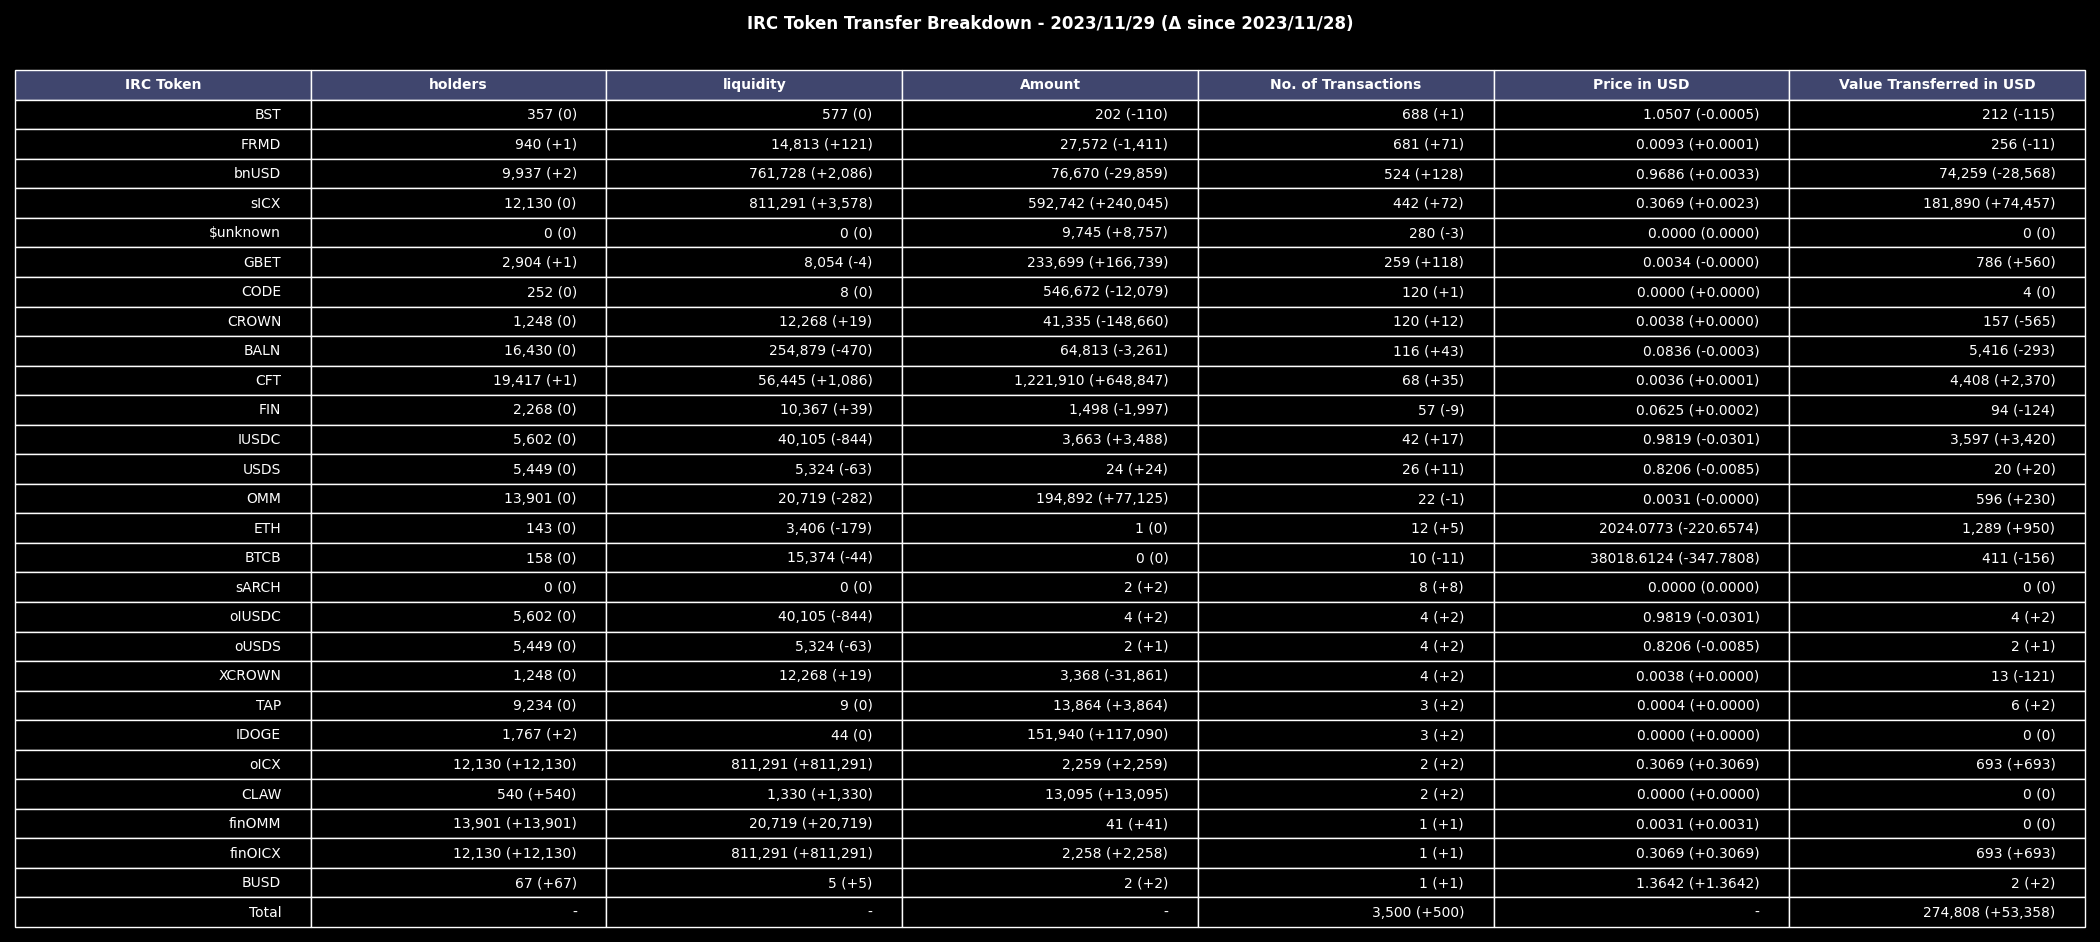 IRC Token Transfer Breakdown - 2023/11/29 (Δ since 2023/11/28)
IRC Token holders liquidity Amount No. of Transactions Price in USD Value Transferred in USD
BST 357 (0) 577 (0) 202 (-110) 688 (+1) 1.0507 (-0.0005) 212 (-115)
FRMD 940 (+1) 14,813 (+121) 27,572 (-1,411) 681 (+71) 0.0093 (+0.0001) 256 (-11)
bnUSD 9,937 (+2) 761,728 (+2,086) 76,670 (-29,859) 524 (+128) 0.9686 (+0.0033) 74,259 (-28,568)
sICX 12,130 (0) 811,291 (+3,578) 592,742 (+240,045) 442 (+72) 0.3069 (+0.0023) 181,890 (+74,457)
$unknown 0 (0) 0 (0) 9,745 (+8,757) 280 (-3) 0.0000 (0.0000) 0 (0)
GBET 2,904 (+1) 8,054 (-4) 233,699 (+166,739) 259 (+118) 0.0034 (-0.0000) 786 (+560)
CODE 252 (0) 8 (0) 546,672 (-12,079) 120 (+1) 0.0000 (+0.0000) 4 (0)
CROWN 1,248 (0) 12,268 (+19) 41,335 (-148,660) 120 (+12) 0.0038 (+0.0000) 157 (-565)
BALN 16,430 (0) 254,879 (-470) 64,813 (-3,261) 116 (+43) 0.0836 (-0.0003) 5,416 (-293)
CFT 19,417 (+1) 56,445 (+1,086) 1,221,910 (+648,847) 68 (+35) 0.0036 (+0.0001) 4,408 (+2,370)
FIN 2,268 (0) 10,367 (+39) 1,498 (-1,997) 57 (-9) 0.0625 (+0.0002) 94 (-124)
IUSDC 5,602 (0) 40,105 (-844) 3,663 (+3,488) 42 (+17) 0.9819 (-0.0301) 3,597 (+3,420)
USDS 5,449 (0) 5,324 (-63) 24 (+24) 26 (+11) 0.8206 (-0.0085) 20 (+20)
OMM 13,901 (0) 20,719 (-282) 194,892 (+77,125) 22 (-1) 0.0031 (-0.0000) 596 (+230)
ETH 143 (0) 3,406 (-179) 1 (0) 12 (+5) 2024.0773 (-220.6574) 1,289 (+950)
BTCB 158 (0) 15,374 (-44) 0 (0) 10 (-11) 38018.6124 (-347.7808) 411 (-156)
sARCH 0 (0) 0 (0) 2 (+2) 8 (+8) 0.0000 (0.0000) 0 (0)
oIUSDC 5,602 (0) 40,105 (-844) 4 (+2) 4 (+2) 0.9819 (-0.0301) 4 (+2)
oUSDS 5,449 (0) 5,324 (-63) 2 (+1) 4 (+2) 0.8206 (-0.0085) 2 (+1)
XCROWN 1,248 (0) 12,268 (+19) 3,368 (-31,861) 4 (+2) 0.0038 (+0.0000) 13 (-121)
TAP 9,234 (0) 9 (0) 13,864 (+3,864) 3 (+2) 0.0004 (+0.0000) 6 (+2)
IDOGE 1,767 (+2) 44 (0) 151,940 (+117,090) 3 (+2) 0.0000 (+0.0000) 0 (0)
oICX 12,130 (+12,130) 811,291 (+811,291) 2,259 (+2,259) 2 (+2) 0.3069 (+0.3069) 693 (+693)
CLAW 540 (+540) 1,330 (+1,330) 13,095 (+13,095) 2 (+2) 0.0000 (+0.0000) 0 (0)
finOMM 13,901 (+13,901) 20,719 (+20,719) 41 (+41) 1 (+1) 0.0031 (+0.0031) 0 (0)
finOICX 12,130 (+12,130) 811,291 (+811,291) 2,258 (+2,258) 1 (+1) 0.3069 (+0.3069) 693 (+693)
BUSD 67 (+67) 5 (+5) 2 (+2) 1 (+1) 1.3642 (+1.3642) 2 (+2)
Total - - - 3,500 (+500) - 274,808 (+53,358)